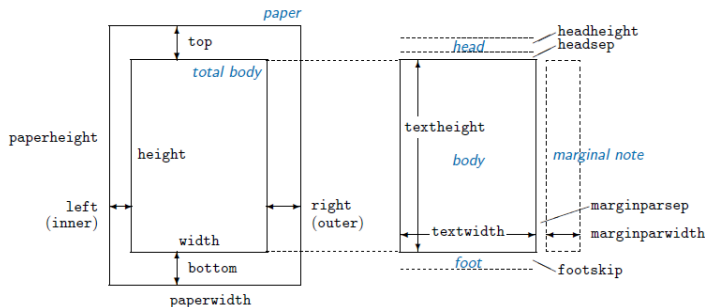 paper
top
total body
paperheight
height
left
(inner)
right
(outer)
width
bottom
paperwidth
headheight
head
headsep
textheight
body
marginal note
marginparsep
textwidth
marginparwidth
foot
footskip